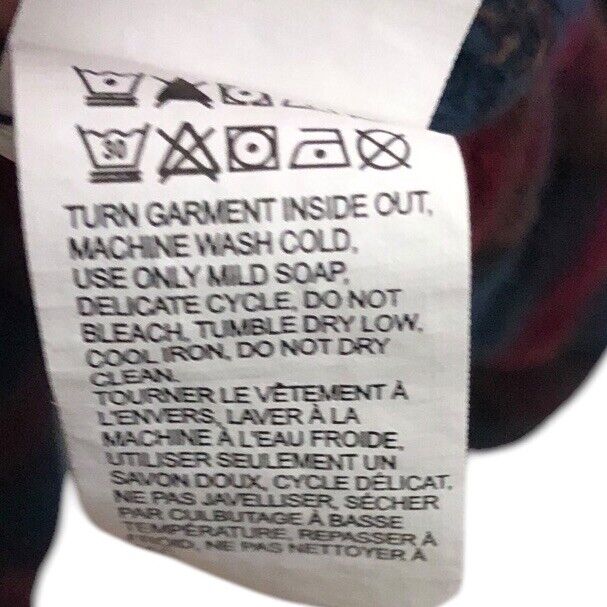 30
TURN GARMENT INSIDE OUT,
MACHINE WASH COLD,
USE ONLY MILD SOAP,
DELICATE CYCLE, DO NOT
BLEACH, TUMBLE DRY LOW,
COOL IRON, DO NOT DRY
CLEAN.
TOURNER LE VÊTEMENT À
L'ENVERS, LAVER À LA
MACHINE À L'EAU FROIDE,
UTILISER SEULEMENT UN
SAVON DOUX, CYCLE DÉLICAT,
NE PAS JAVELLISER, SÉCHER
PAR CULBUTAGE À BASSE
TEMPÉRATURE, REPASSER À
FROID, NE PAS NETTOYER À